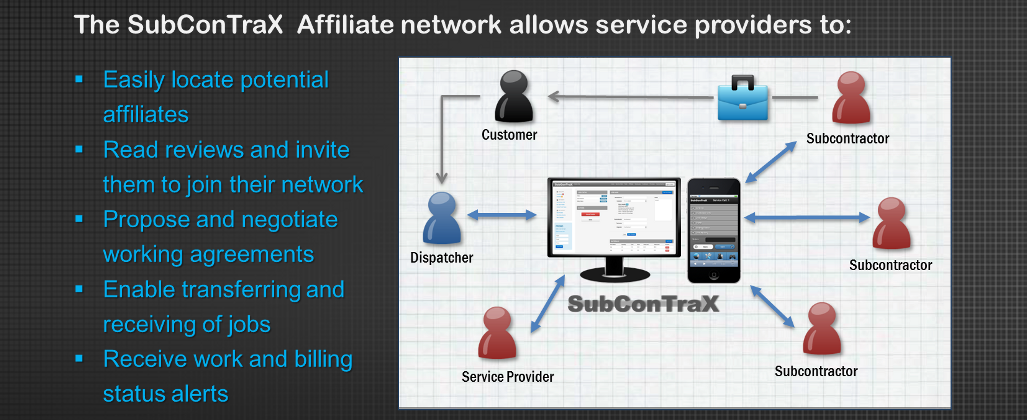 The SubConTraX Affiliate network allows service providers to:
Easily locate potential
affiliates
Read reviews and invite
them to join their network
Propose and negotiate
working agreements
Enable transferring and
receiving of jobs
Receive work and billing
status alerts
Customer
Subcontractor
Dispatcher
Subcontractor
SubConTraX
Service Provider
Subcontractor